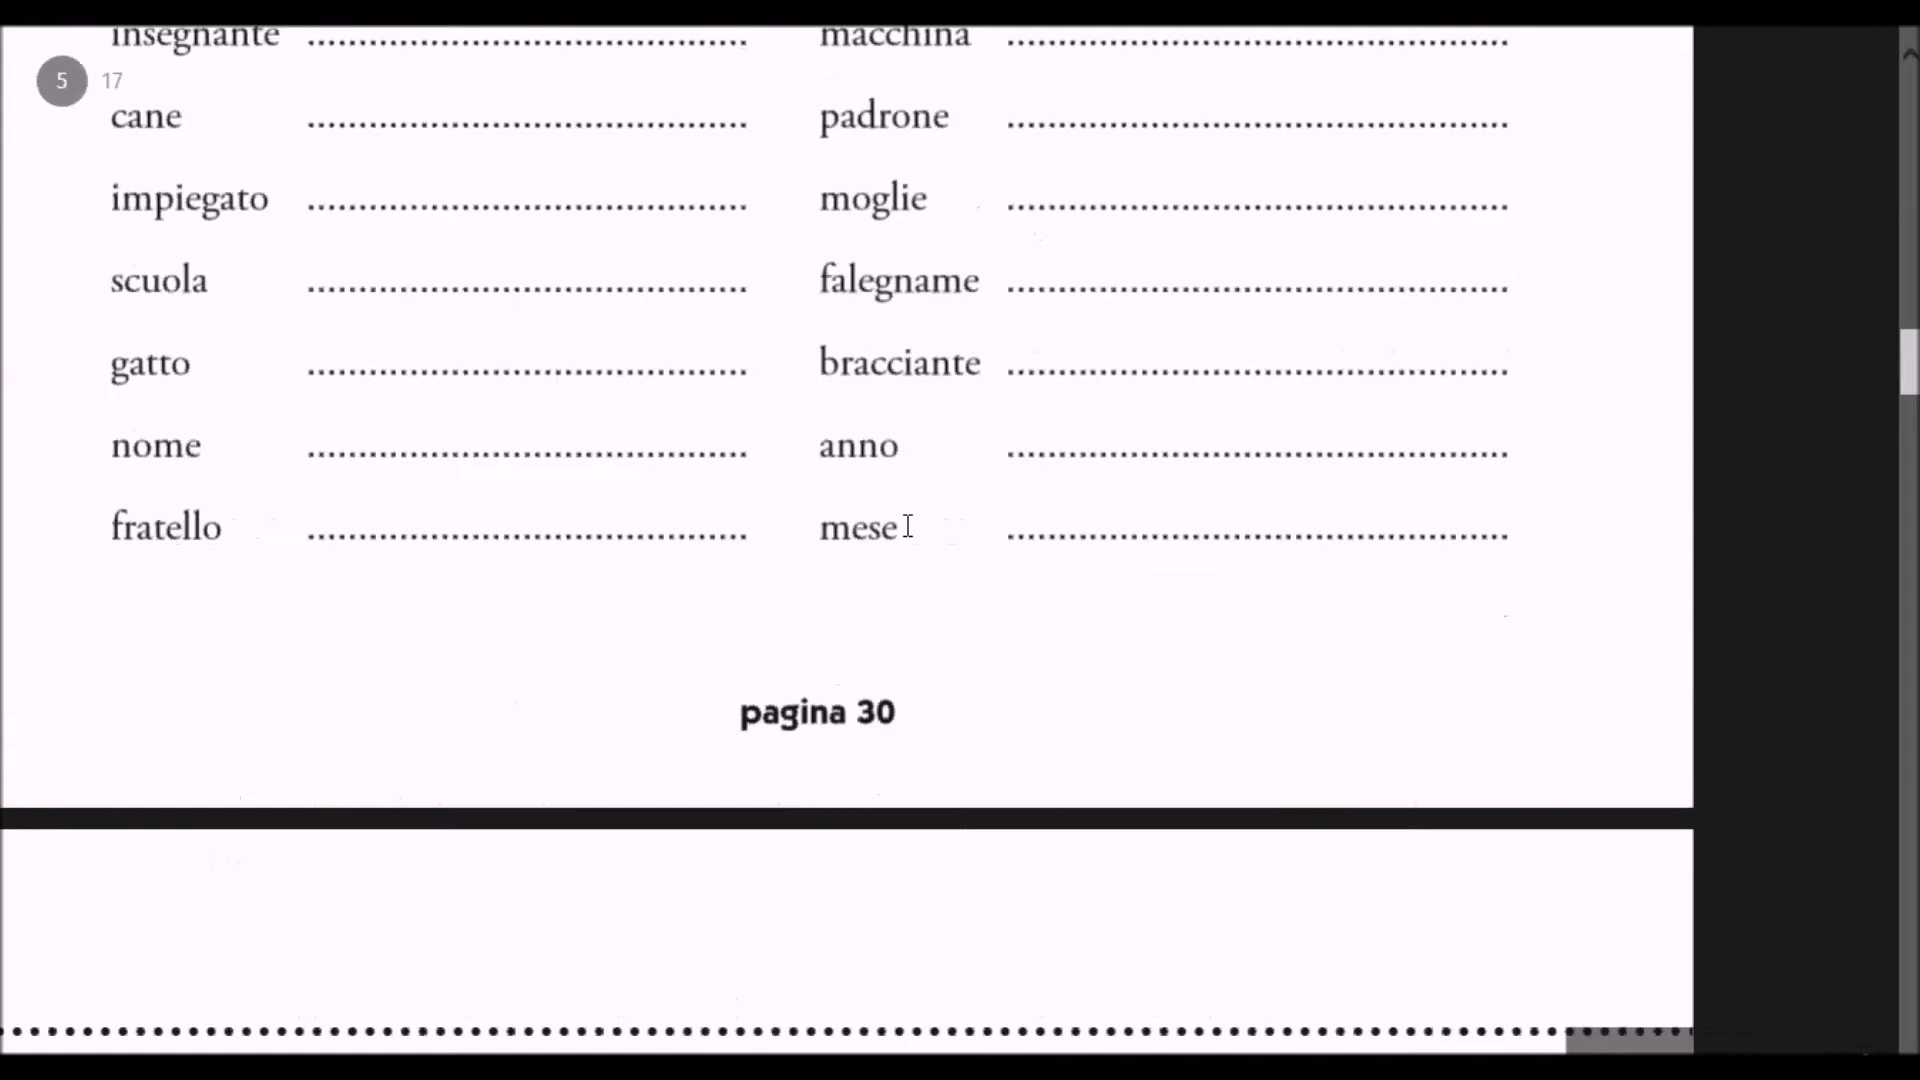 insegnante ........................................ macchina ........................................
5 17
cane ........................................ padrone ........................................
impiegato ........................................ moglie ........................................
scuola ........................................ falegname ........................................
gatto ........................................ bracciante ........................................
nome ........................................ anno ........................................
fratello ........................................ mese ........................................
pagina 30